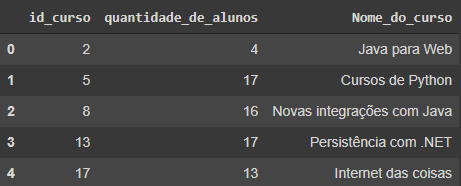 id_curso quantidade_de_alunos Nome_do_curso
0 2 4 Java para Web
1 5 17 Cursos de Python
2 8 16 Novas integrações com Java
3 13 17 Persistência com .NET
4 17 13 Internet das coisas